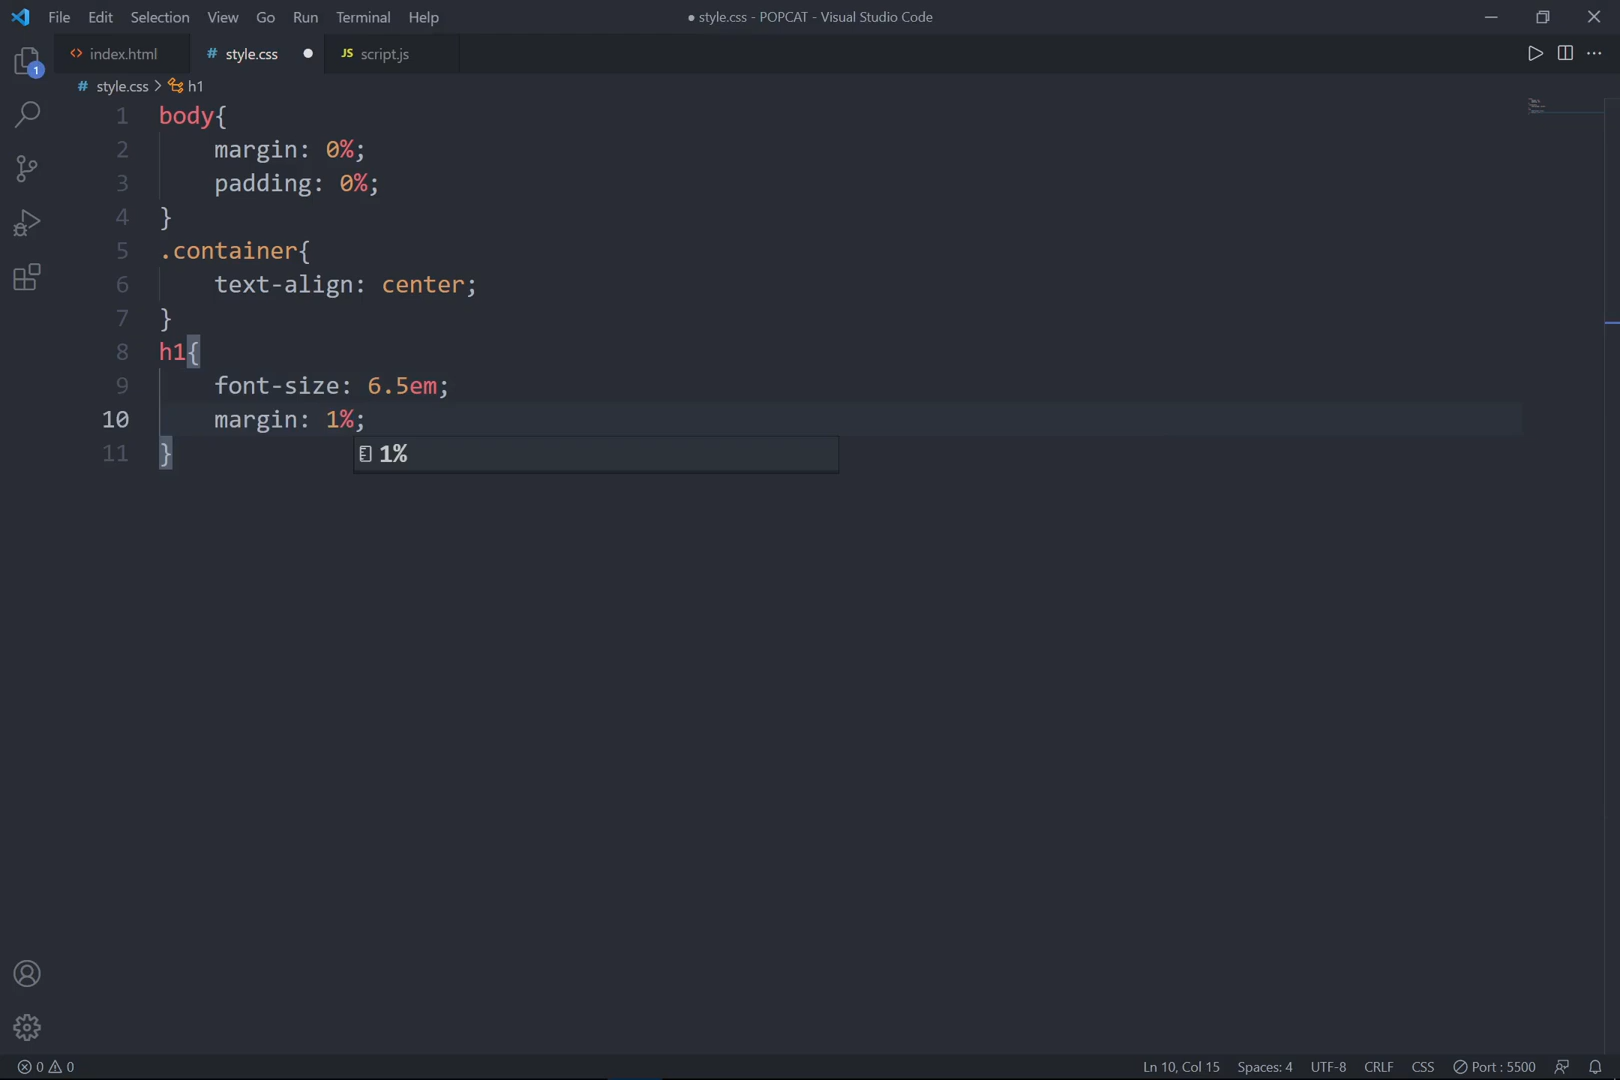 File Edit Selection View Go Run Terminal Help
● style.css - POPCAT - Visual Studio Code
index.html
# style.css
JS script.js
1
# style.css > h1
1 body{
2 margin: 0%;
3 padding: 0%;
4 }
5 .container{
6 text-align: center;
7 }
8 h1{
9 font-size: 6.5em;
10 margin: 1%;
11 }
1%
0 0
Ln 10, Col 15 Spaces: 4 UTF-8 CRLF CSS Port : 5500